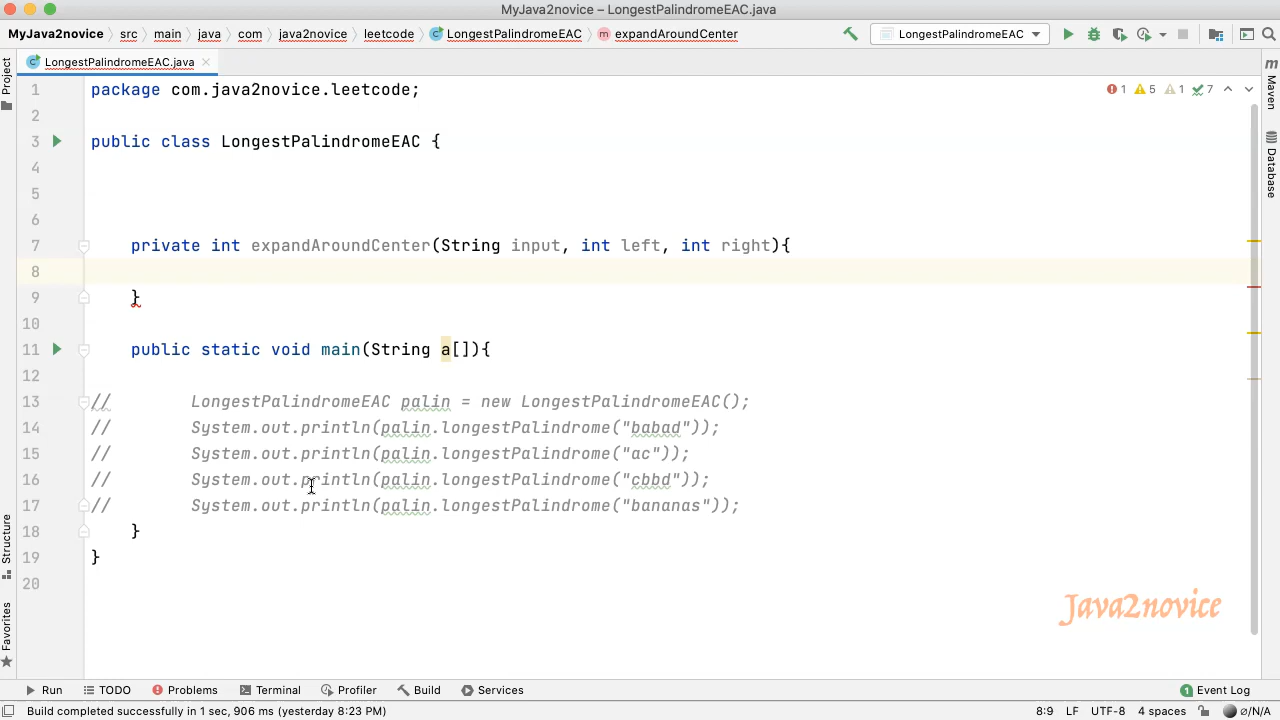 MyJava2novice – LongestPalindromeEAC.java
MyJava2novice src main java com java2novice leetcode LongestPalindromeEAC m expandAroundCenter LongestPalindromeEAC
LongestPalindromeEAC.java
1 package com.java2novice.leetcode; 1 5 1 7
2
3 public class LongestPalindromeEAC {
4
5
6
7 private int expandAroundCenter(String input, int left, int right){
8
9 }
10
11 public static void main(String a[]){
12
13 // LongestPalindromeEAC palin = new LongestPalindromeEAC();
14 // System.out.println(palin.longestPalindrome("babad"));
15 // System.out.println(palin.longestPalindrome("ac"));
16 // System.out.println(palin.longestPalindrome("cbbd"));
17 // System.out.println(palin.longestPalindrome("bananas"));
18 }
19 }
20
Project
Structure
Favorites
m
Maven
Database
Java2novice
Run TODO Problems Terminal Profiler Build Services 1 Event Log
Build completed successfully in 1 sec, 906 ms (yesterday 8:23 PM) 8:9 LF UTF-8 4 spaces ⌀/N/A